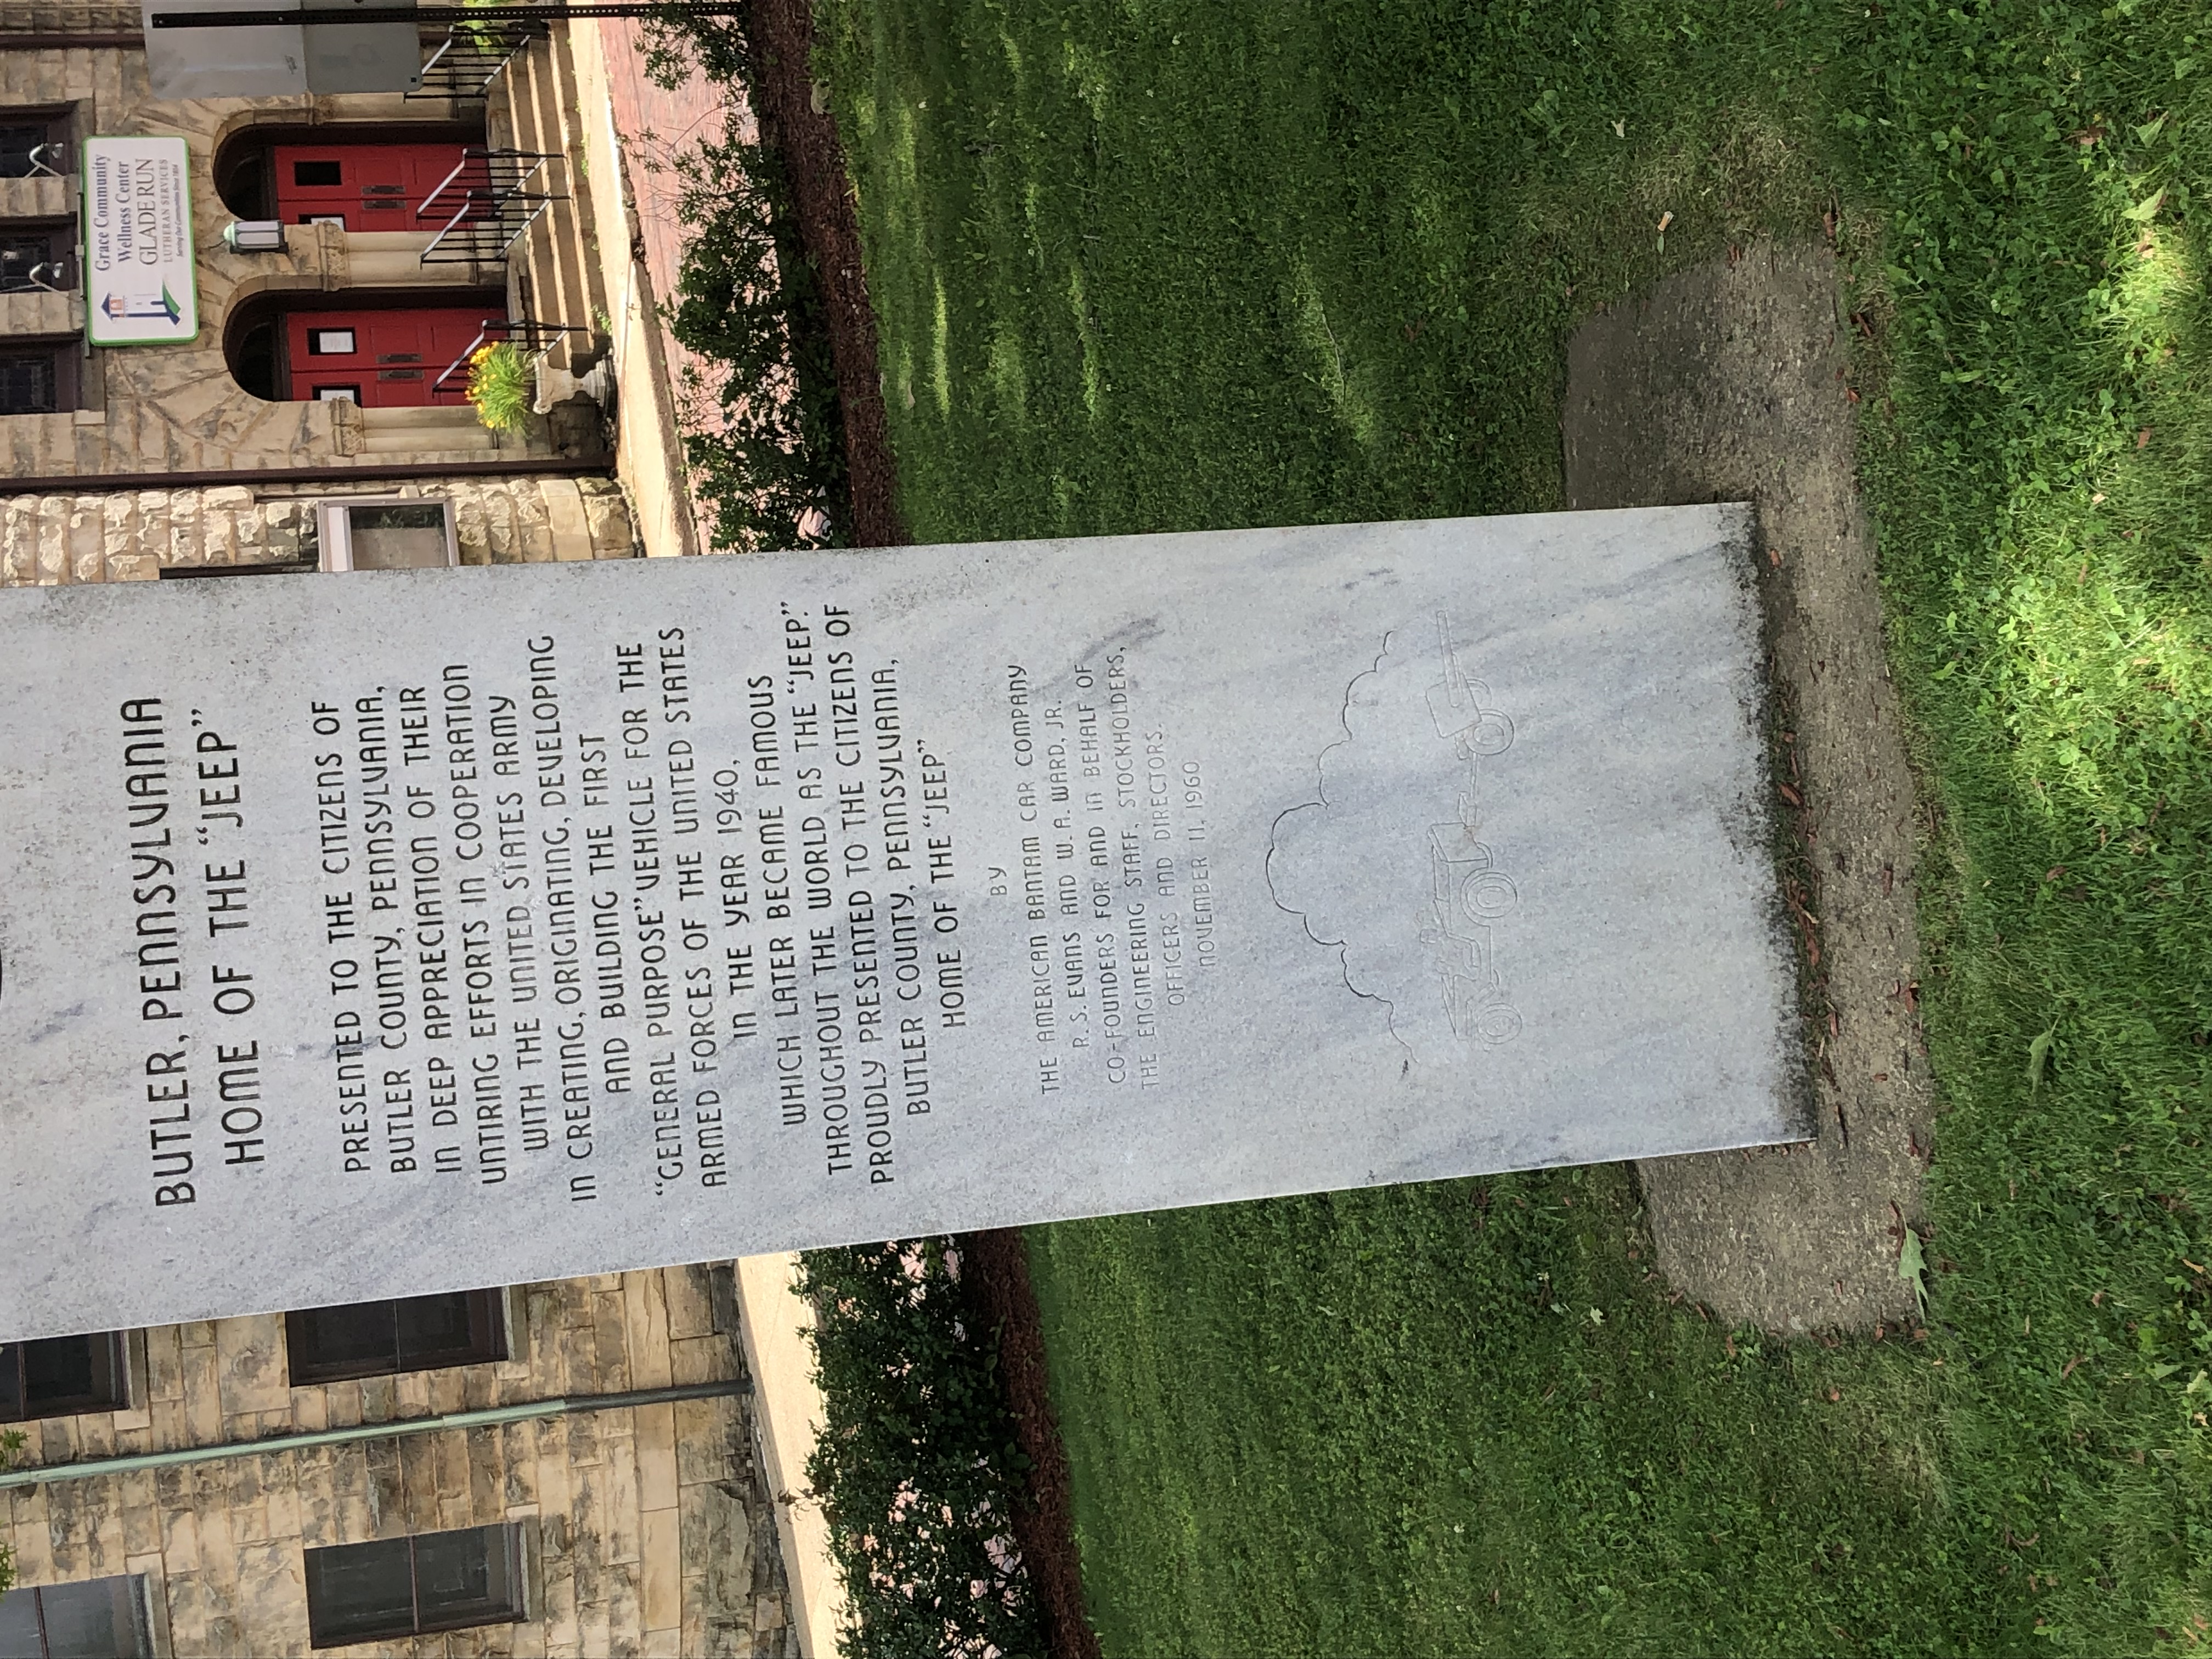 BUTLER, PENNSYLVANIA
HOME OF THE "JEEP"
PRESENTED TO THE CITIZENS OF
BUTLER COUNTY, PENNSYLVANIA,
IN DEEP APPRECIATION OF THEIR
UNTIRING EFFORTS IN COOPERATION
WITH THE UNITED STATES ARMY
IN CREATING, ORIGINATING, DEVELOPING
AND BUILDING THE FIRST
"GENERAL PURPOSE" VEHICLE FOR THE
ARMED FORCES OF THE UNITED STATES
IN THE YEAR 1940,
WHICH LATER BECAME FAMOUS
THROUGHOUT THE WORLD AS THE "JEEP."
PROUDLY PRESENTED TO THE CITIZENS OF
BUTLER COUNTY, PENNSYLVANIA,
HOME OF THE "JEEP"
BY
THE AMERICAN BANTAM CAR COMPANY
R. S. EVANS AND W. A. WARD, JR.
CO-FOUNDERS FOR AND IN BEHALF OF
THE ENGINEERING STAFF, STOCKHOLDERS,
OFFICERS AND DIRECTORS.
NOVEMBER 11, 1960
Grace Community
Wellness Center
GLADE RUN
LUTHERAN SERVICES